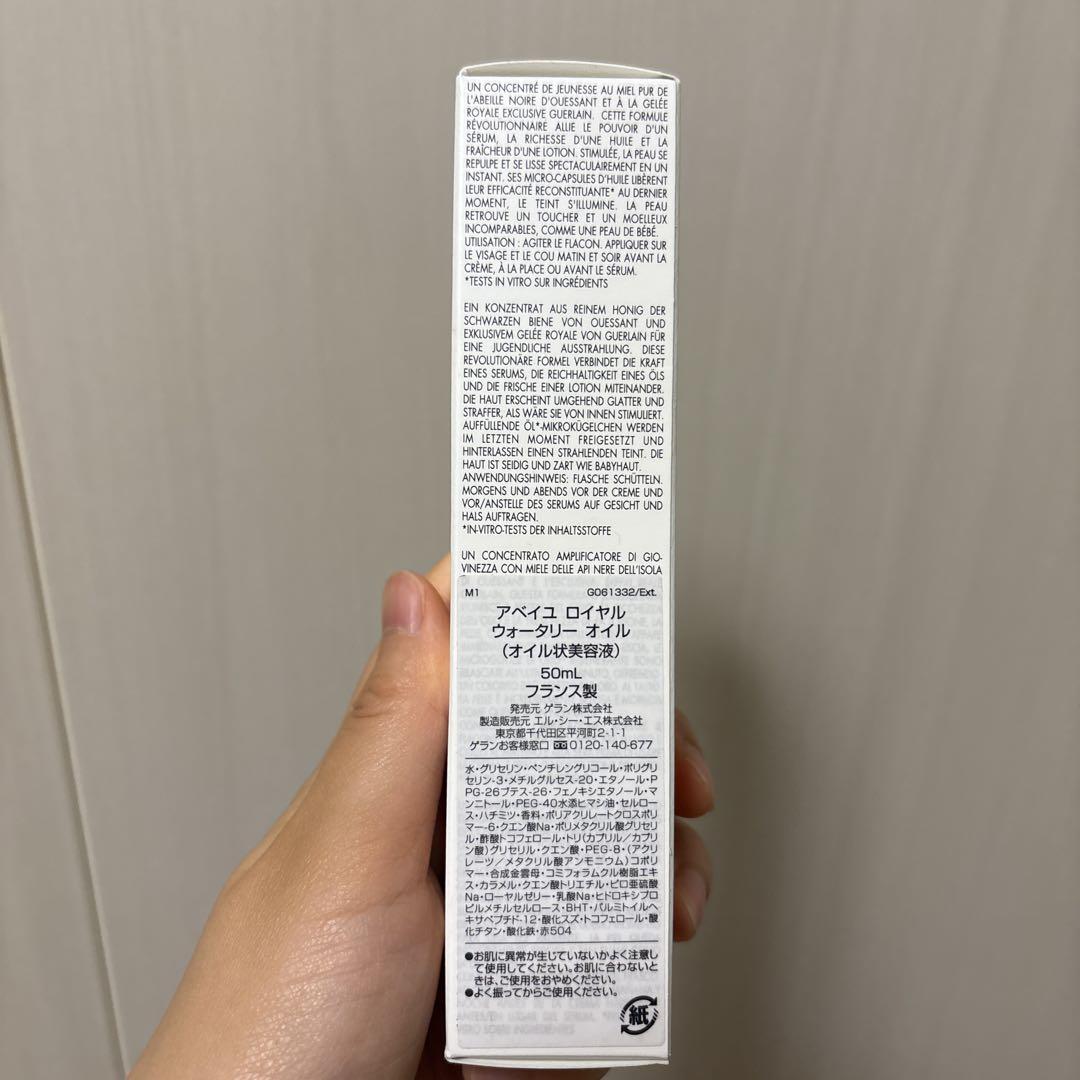 UN CONCENTRÉ DE JEUNESSE AU MIEL PUR DE
L'ABEILLE NOIRE D'OUESSANT ET À LA GELÉE
ROYALE EXCLUSIVE GUERLAIN. CETTE FORMULE
RÉVOLUTIONNAIRE ALLIE LE POUVOIR D'UN
SÉRUM, LA RICHESSE D'UNE HUILE ET LA
FRAÎCHEUR D'UNE LOTION. STIMULÉE, LA PEAU SE
REPULPE ET SE LISSE SPECTACULAIREMENT EN UN
INSTANT. SES MICRO-CAPSULES D'HUILE LIBÈRENT
LEUR EFFICACITÉ RECONSTITUANTE* AU DERNIER
MOMENT, LE TEINT S'ILLUMINE. LA PEAU
RETROUVE UN TOUCHER ET UN MOELLEUX
INCOMPARABLES, COMME UNE PEAU DE BÉBÉ.
UTILISATION : AGITER LE FLACON. APPLIQUER SUR
LE VISAGE ET LE COU MATIN ET SOIR AVANT LA
CRÈME, À LA PLACE OU AVANT LE SÉRUM.
*TESTS IN VITRO SUR INGRÉDIENTS
EIN KONZENTRAT AUS REINEM HONIG DER
SCHWARZEN BIENE VON OUESSANT UND
EXKLUSIVEM GELÉE ROYALE VON GUERLAIN FÜR
EINE JUGENDLICHE AUSSTRAHLUNG. DIESE
REVOLUTIONÄRE FORMEL VERBINDET DIE KRAFT
EINES SERUMS, DIE REICHHALTIGKEIT EINES ÖLS
UND DIE FRISCHE EINER LOTION MITEINANDER.
DIE HAUT ERSCHEINT UMGEHEND GLATTER UND
STRAFFER, ALS WÄRE SIE VON INNEN STIMULIERT.
AUFFÜLLENDE ÖL*-MIKROKÜGELCHEN WERDEN
IM LETZTEN MOMENT FREIGESETZT UND
HINTERLASSEN EINEN STRAHLENDEN TEINT. DIE
HAUT IST SEIDIG UND ZART WIE BABYHAUT.
ANWENDUNGSHINWEIS: FLASCHE SCHÜTTELN.
MORGENS UND ABENDS VOR DER CREME UND
VOR/ANSTELLE DES SERUMS AUF GESICHT UND
HALS AUFTRAGEN.
*IN-VITRO-TESTS DER INHALTSSTOFFE
UN CONCENTRATO AMPLIFICATORE DI GIO-
VINEZZA CON MIELE DELLE API NERE DELL'ISOLA
M1 G061332/Ext.
アベイユ ロイヤル
ウォータリー オイル
(オイル状美容液)
50mL
フランス製
発売元 ゲラン株式会社
製造販売元 エル・シー・エス株式会社
東京都千代田区平河町2-1-1
ゲランお客様窓口 0120-140-677
水・グリセリン・ペンチレングリコール・ポリグリ
セリン-3・メチルグルセス-20・エタノール・P
PG-26ブテス-26・フェノキシエタノール・マ
ンニトール・PEG-40水添ヒマシ油・セルロー
ス・ハチミツ・香料・ポリアクリレートクロスポリ
マー-6・クエン酸Na・ポリメタクリル酸グリセリ
ル・酢酸トコフェロール・トリ(カプリル/カプリ
ン酸)グリセリル・クエン酸・PEG-8・(アクリ
レーツ/メタクリル酸アンモニウム)コポリ
マー・合成金雲母・コミフォラムクル樹脂エキ
ス・カラメル・クエン酸トリエチル・ピロ亜硫酸
Na・ローヤルゼリー・乳酸Na・ヒドロキシプロ
ピルメチルセルロース・BHT・パルミトイルヘ
キサペプチド-12・酸化スズ・トコフェロール・酸
化チタン・酸化鉄・赤504
●お肌に異常が生じていないかよく注意し
て使用してください。お肌に合わないと
きは、ご使用をおやめください。
●よく振ってからご使用ください。
紙